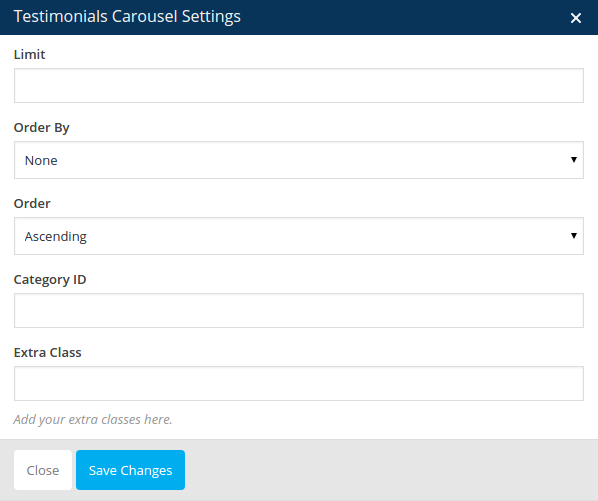 Testimonials Carousel Settings ×
Limit
Order By
None
Order
Ascending
Category ID
Extra Class
Add your extra classes here.
Close Save Changes